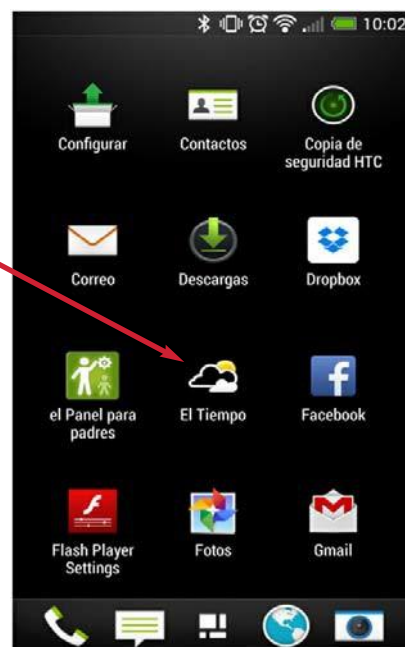 10:02
Configurar
Contactos
Copia de
seguridad HTC
Correo
Descargas
Dropbox
el Panel para
padres
El Tiempo
Facebook
Flash Player
Settings
Fotos
Gmail